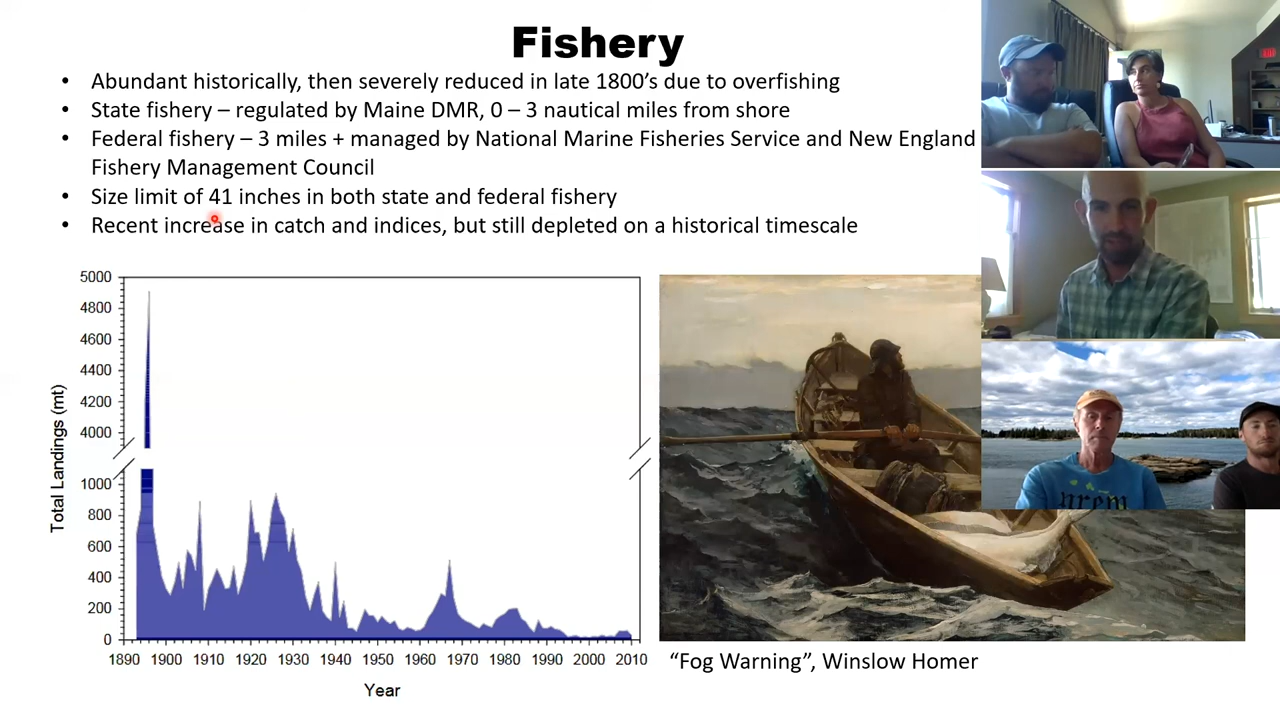 Fishery
• Abundant historically, then severely reduced in late 1800's due to overfishing
• State fishery – regulated by Maine DMR, 0 – 3 nautical miles from shore
• Federal fishery – 3 miles + managed by National Marine Fisheries Service and New England
Fishery Management Council
• Size limit of 41 inches in both state and federal fishery
• Recent increase in catch and indices, but still depleted on a historical timescale
Total Landings (mt)
5000
4800
4600
4400
4200
4000
1000
800
600
400
200
0
1890 1900 1910 1920 1930 1940 1950 1960 1970 1980 1990 2000 2010
Year
"Fog Warning", Winslow Homer